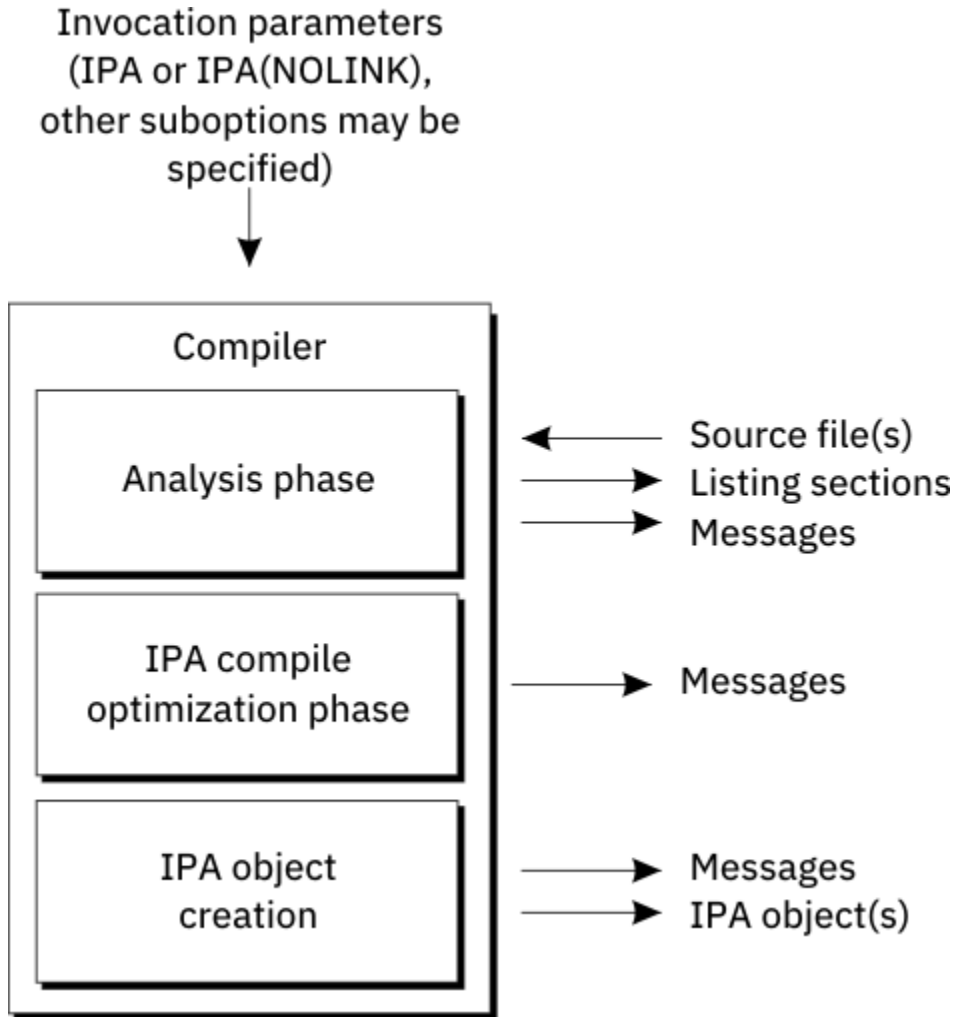 Invocation parameters
(IPA or IPA(NOLINK),
other suboptions may be
specified)
Compiler
Analysis phase
Source file(s)
Listing sections
Messages
IPA compile
optimization phase
Messages
IPA object
creation
Messages
IPA object(s)